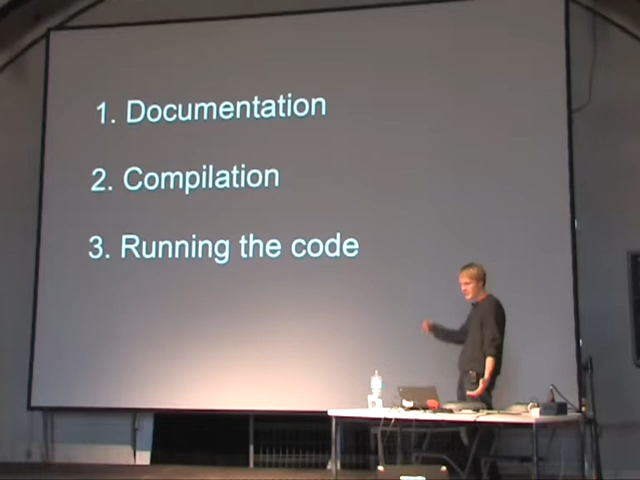 1. Documentation
2. Compilation
3. Running the code